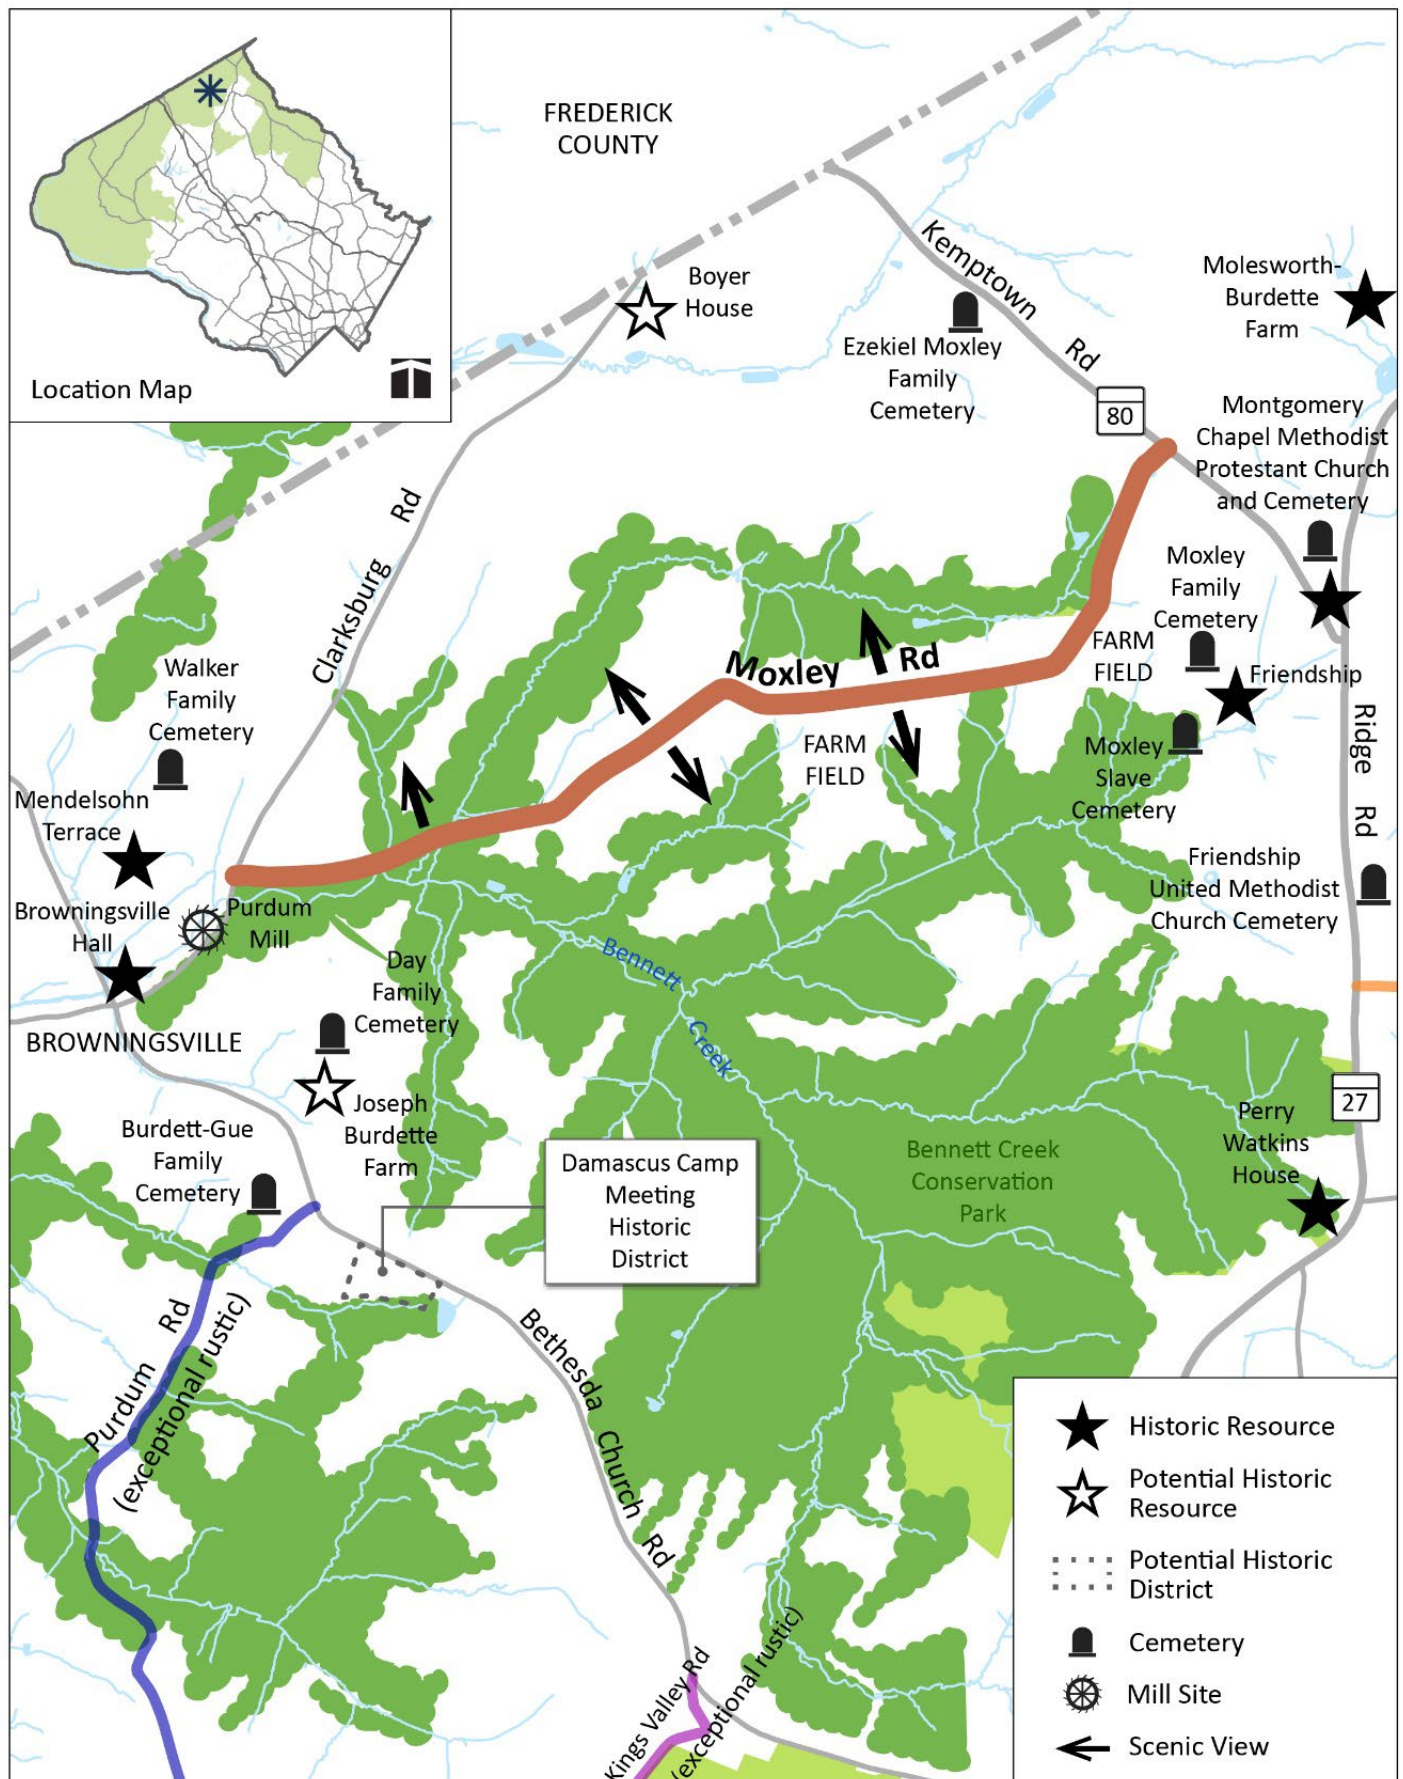 Location Map
FREDERICK
COUNTY
Boyer
House
Kemptown
Rd
80
Ezekiel Moxley
Family
Cemetery
Molesworth-
Burdette
Farm
Montgomery
Chapel Methodist
Protestant Church
and Cemetery
Clarksburg
Rd
Moxley
Family
Cemetery
FARM
FIELD
Friendship
Moxley Rd
Walker
Family
Cemetery
FARM
FIELD
Moxley
Slave
Cemetery
Ridge
Rd
Mendelsohn
Terrace
Friendship
United Methodist
Church Cemetery
Browningsville
Hall
Purdum
Mill
Day
Family
Cemetery
Bennett
Creek
BROWNINGSVILLE
27
Joseph
Burdette
Farm
Burdett-Gue
Family
Cemetery
Damascus Camp
Meeting
Historic
District
Bennett Creek
Conservation
Park
Perry
Watkins
House
Purdum Rd
(exceptional rustic)
Bethesda Church Rd
Kings Valley Rd
(exceptional rustic)
Historic Resource
Potential Historic
Resource
Potential Historic
District
Cemetery
Mill Site
Scenic View